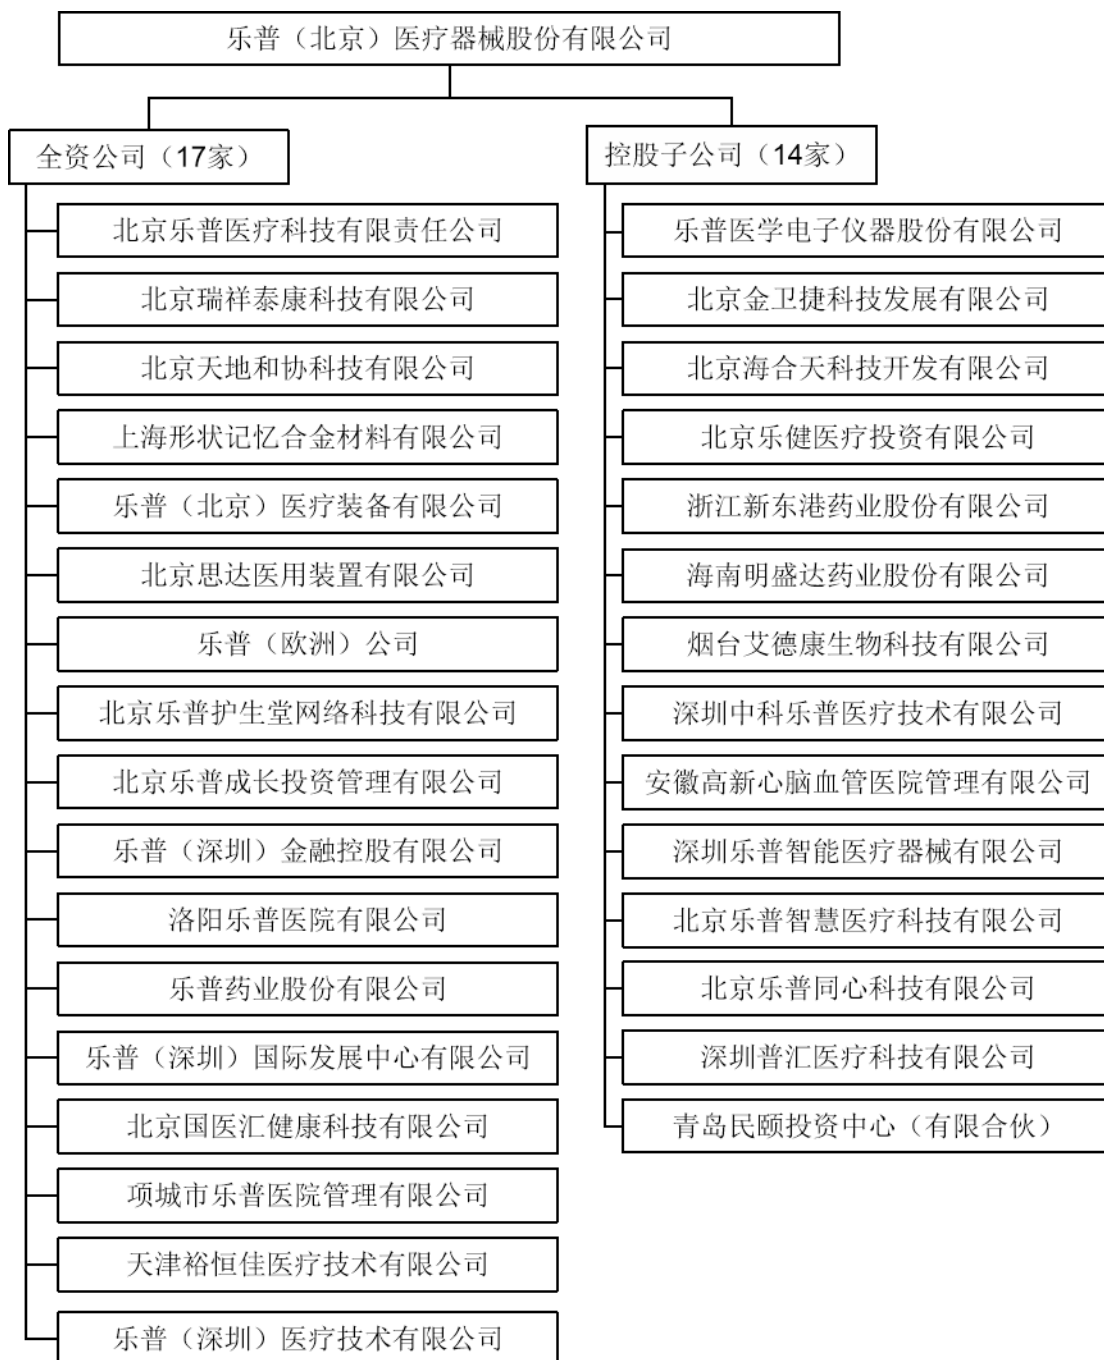 乐普（北京）医疗器械股份有限公司
全资公司（17家）
北京乐普医疗科技有限责任公司
北京瑞祥泰康科技有限公司
北京天地和协科技有限公司
上海形状记忆合金材料有限公司
乐普（北京）医疗装备有限公司
北京思达医用装置有限公司
乐普（欧洲）公司
北京乐普护生堂网络科技有限公司
北京乐普成长投资管理有限公司
乐普（深圳）金融控股有限公司
洛阳乐普医院有限公司
乐普药业股份有限公司
乐普（深圳）国际发展中心有限公司
北京国医汇健康科技有限公司
项城市乐普医院管理有限公司
天津裕恒佳医疗技术有限公司
乐普（深圳）医疗技术有限公司
控股子公司（14家）
乐普医学电子仪器股份有限公司
北京金卫捷科技发展有限公司
北京海合天科技开发有限公司
北京乐健医疗投资有限公司
浙江新东港药业股份有限公司
海南明盛达药业股份有限公司
烟台艾德康生物科技有限公司
深圳中科乐普医疗技术有限公司
安徽高新心脑血管医院管理有限公司
深圳乐普智能医疗器械有限公司
北京乐普智慧医疗科技有限公司
北京乐普同心科技有限公司
深圳普汇医疗科技有限公司
青岛民颐投资中心（有限合伙）